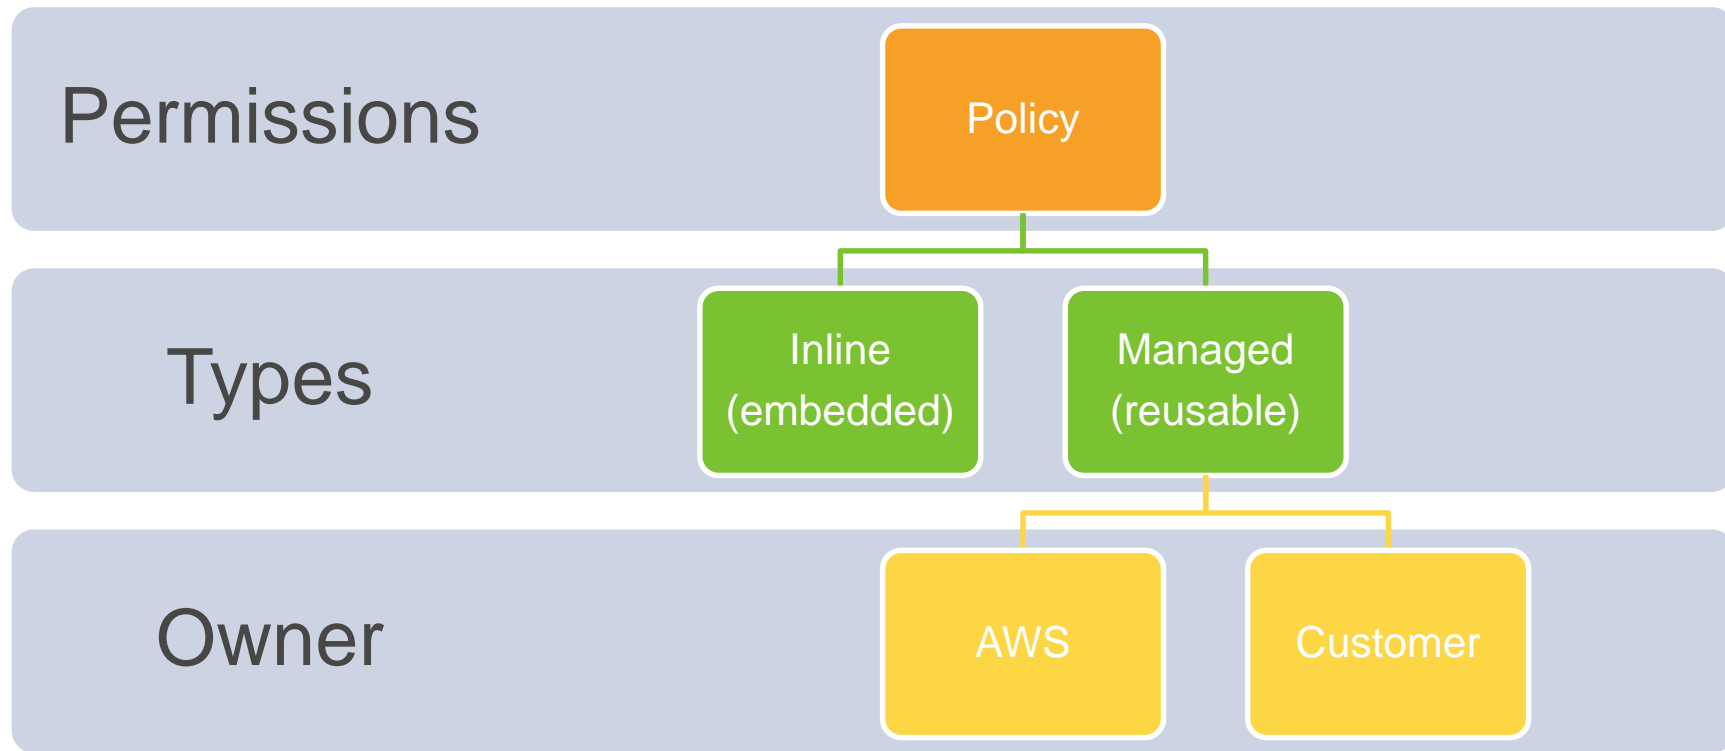 Permissions
Policy
Types
Inline
(embedded)
Managed
(reusable)
Owner
AWS
Customer